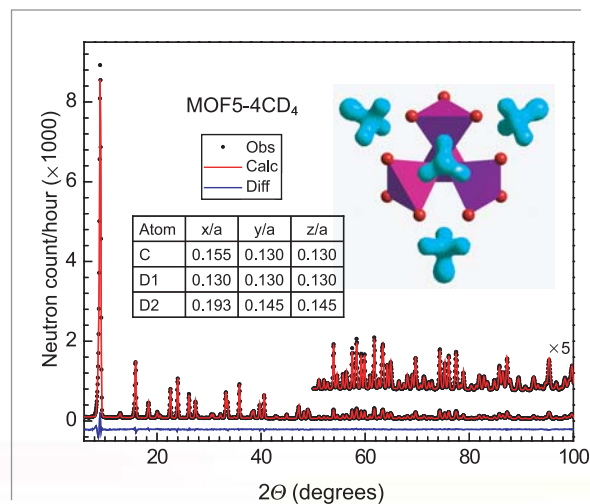 MOF5-4CD₄
Obs
Calc
Diff
Atom x/a y/a z/a
C 0.155 0.130 0.130
D1 0.130 0.130 0.130
D2 0.193 0.145 0.145
×5
Neutron count/hour (×1000)
8
6
4
2
0
20 40 60 80 100
2Θ (degrees)